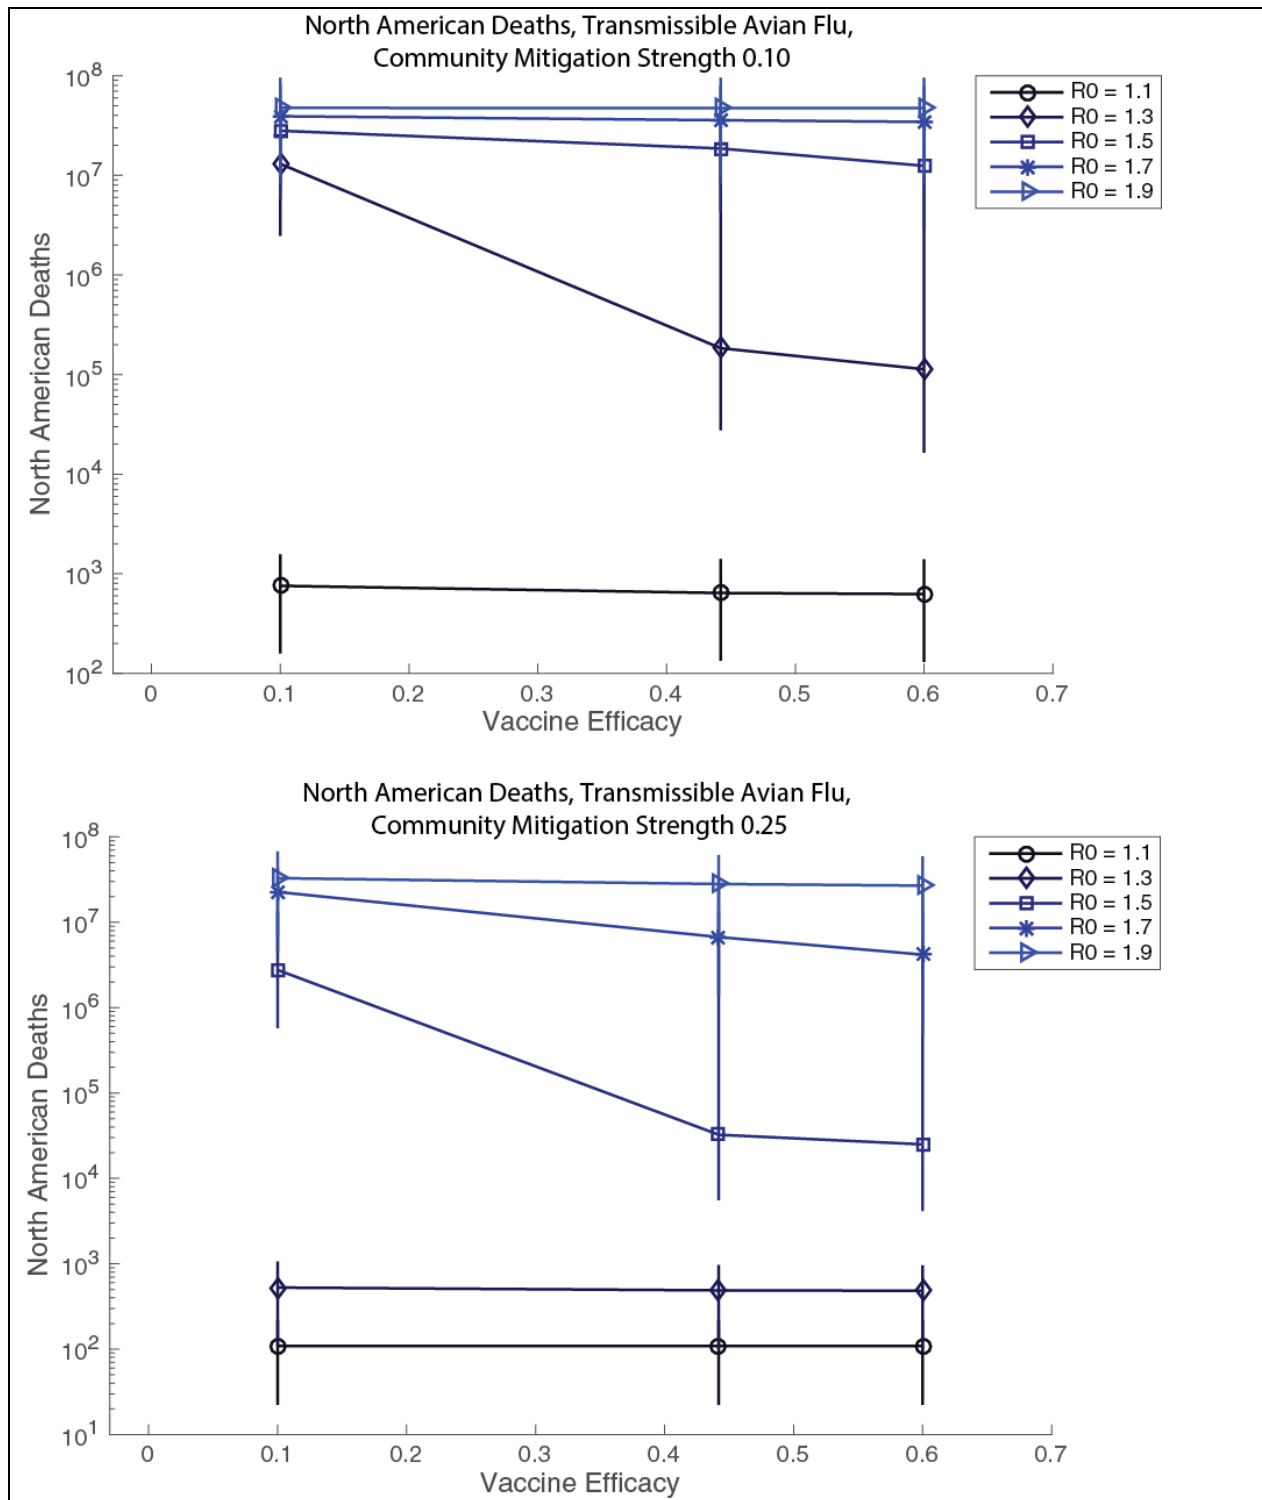 North American Deaths, Transmissible Avian Flu,
Community Mitigation Strength 0.10
10^8
10^7
10^6
10^5
10^4
10^3
10^2
North American Deaths
0 0.1 0.2 0.3 0.4 0.5 0.6 0.7
Vaccine Efficacy
R0 = 1.1
R0 = 1.3
R0 = 1.5
R0 = 1.7
R0 = 1.9
North American Deaths, Transmissible Avian Flu,
Community Mitigation Strength 0.25
10^8
10^7
10^6
10^5
10^4
10^3
10^2
10^1
North American Deaths
0 0.1 0.2 0.3 0.4 0.5 0.6 0.7
Vaccine Efficacy
R0 = 1.1
R0 = 1.3
R0 = 1.5
R0 = 1.7
R0 = 1.9